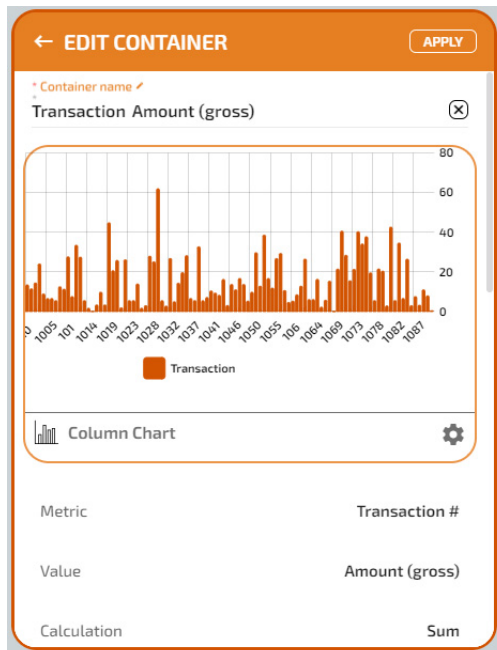 ← EDIT CONTAINER APPLY
* Container name
Transaction Amount (gross)
80
60
40
20
0
1005 101 1014 1019 1023 1028 1032 1037 1041 1046 1050 1055 106 1064 1069 1073 1078 1082 1087
Transaction
Column Chart
Metric Transaction #
Value Amount (gross)
Calculation Sum